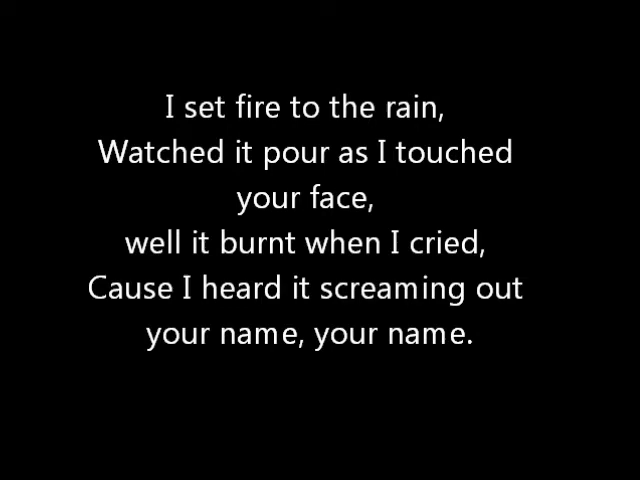 I set fire to the rain,
Watched it pour as I touched
your face,
well it burnt when I cried,
Cause I heard it screaming out
your name, your name.